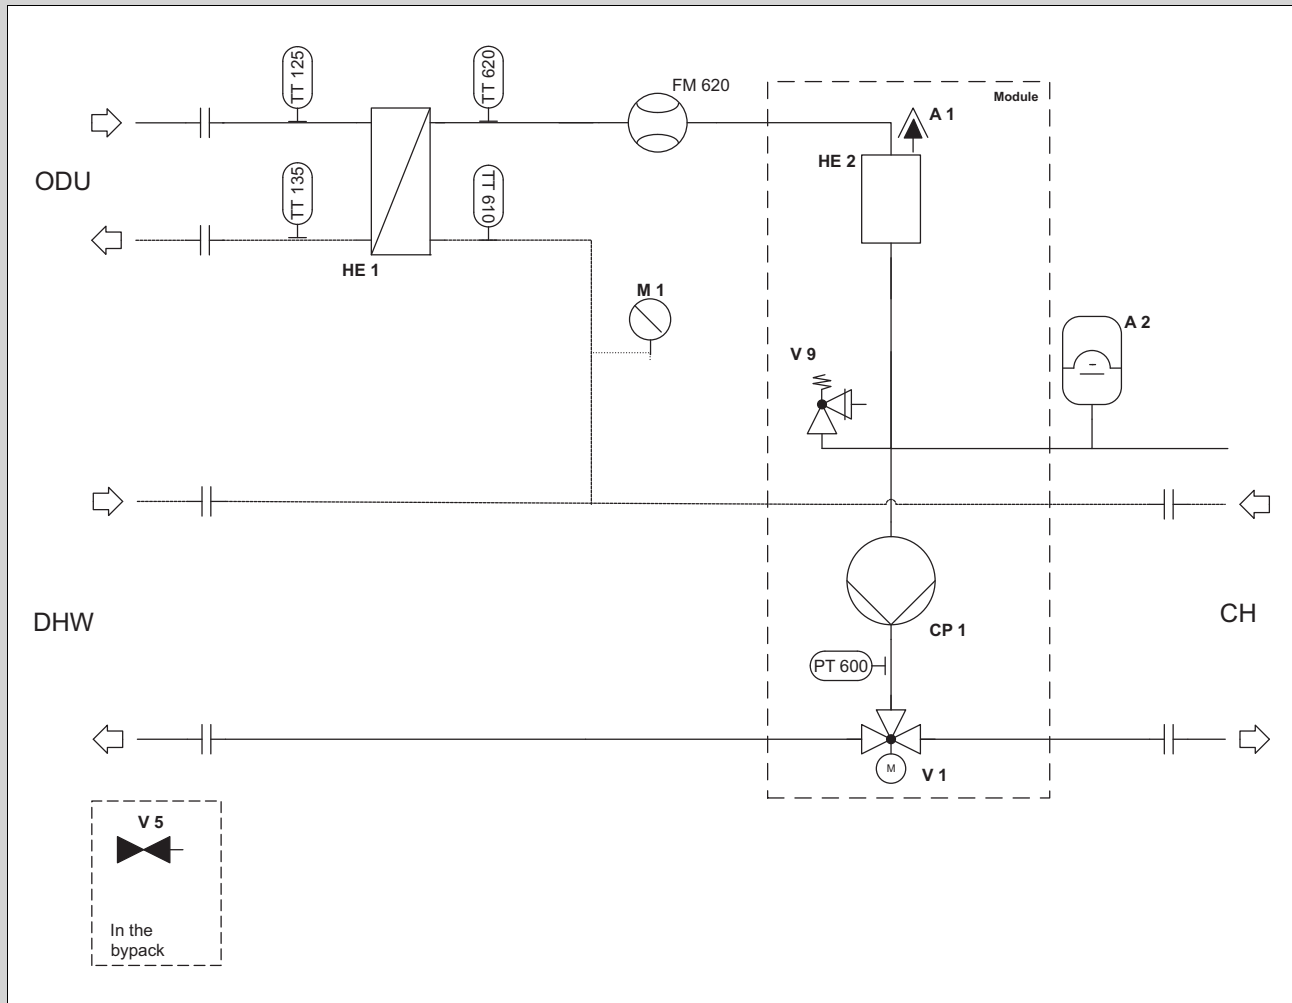 TT 125
TT 620
FM 620
Module
A 1
HE 2
ODU
TT 135
TT 610
HE 1
M 1
A 2
V 9
DHW
CH
CP 1
PT 600
M
V 1
V 5
In the
bypack